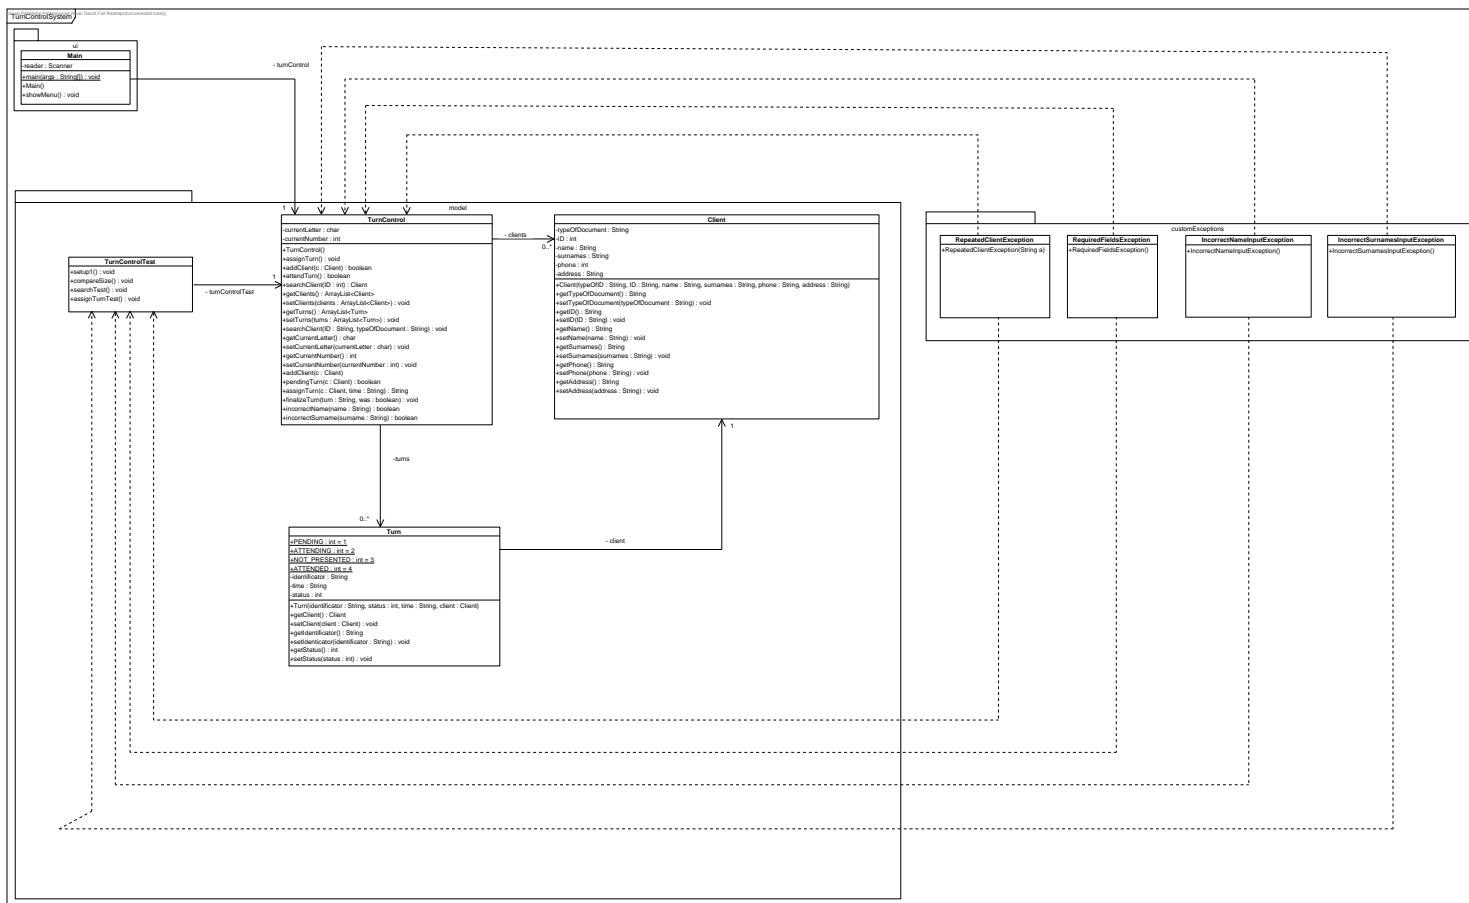 TurnControlSystem
ui
Main
-reader : Scanner
+main(args : String[]) : void
+Main()
+showMenu() : void
- turnControl
1
model
TurnControlTest
+setup1() : void
+compareSize() : void
+searchTest() : void
+assignTurnTest() : void
- turnControlTest
1
TurnControl
-currentLetter : char
-currentNumber : int
+TurnControl()
+assignTurn() : void
+addClient(c : Client) : boolean
+attendTurn() : boolean
+searchClient(ID : int) : Client
+getClients() : ArrayList<Client>
+setClients(clients : ArrayList<Client>) : void
+getTurns() : ArrayList<Turn>
+setTurns(turns : ArrayList<Turn>) : void
+searchClient(ID : String, typeOfDocument : String) : void
+getCurrentLetter() : char
+setCurrentLetter(currentLetter : char) : void
+getCurrentNumber() : int
+setCurrentNumber(currentNumber : int) : void
+addClient(c : Client)
+pendingTurn(c : Client) : boolean
+assignTurn(c : Client, time : String) : String
+finalizeTurn(turn : String, was : boolean) : void
+incorrectName(name : String) : boolean
+incorrectSurname(surname : String) : boolean
- clients
0..*
Client
-typeOfDocument : String
-ID : int
-name : String
-surnames : String
-phone : int
-address : String
+Client(typeOfID : String, ID : String, name : String, surnames : String, phone : String, address : String)
+getTypeOfDocument() : String
+setTypeOfDocument(typeOfDocument : String) : void
+getID() : String
+setID(ID : String) : void
+getName() : String
+setName(name : String) : void
+getSurnames() : String
+setSurnames(surnames : String) : void
+getPhone() : String
+setPhone(phone : String) : void
+getAddress() : String
+setAddress(address : String) : void
1
-turns
0..*
Turn
+PENDING : int = 1
+ATTENDING : int = 2
+NOT_PRESENTED : int = 3
+ATTENDED : int = 4
-identificator : String
-time : String
-status : int
+Turn(identificator : String, status : int, time : String, client : Client)
+getClient() : Client
+setClient(client : Client) : void
+getIdentificator() : String
+setIdenticator(identificator : String) : void
+getStatus() : int
+setStatus(status : int) : void
- client
customExceptions
RepeatedClientException
+RepeatedClientException(String a)
RequiredFieldsException
+RequiredFieldsException()
IncorrectNameInputException
+IncorrectNameInputException()
IncorrectSurnamesInputException
+IncorrectSurnamesInputException()